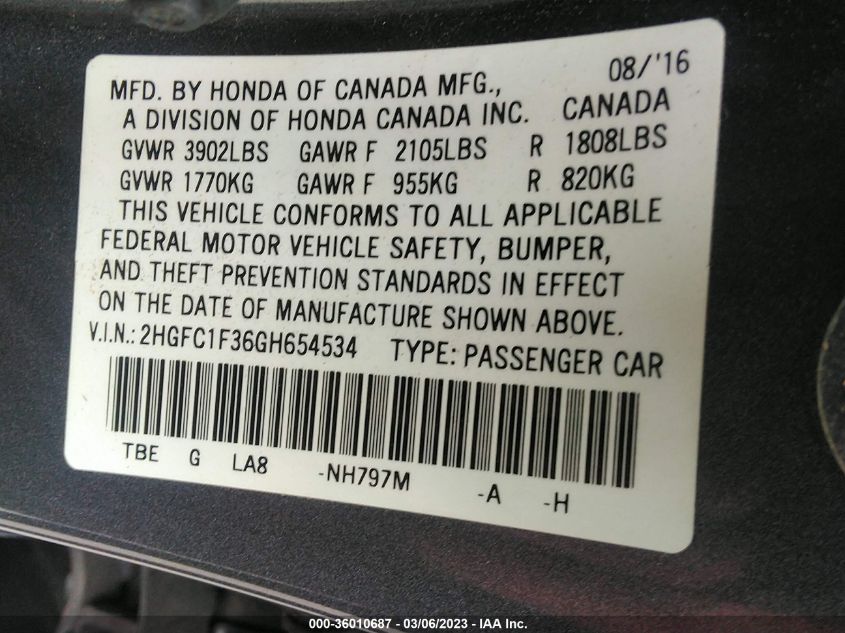 08/'16
MFD. BY HONDA OF CANADA MFG.,
A DIVISION OF HONDA CANADA INC. CANADA
GVWR 3902LBS GAWR F 2105LBS R 1808LBS
GVWR 1770KG GAWR F 955KG R 820KG
THIS VEHICLE CONFORMS TO ALL APPLICABLE
FEDERAL MOTOR VEHICLE SAFETY, BUMPER,
AND THEFT PREVENTION STANDARDS IN EFFECT
ON THE DATE OF MANUFACTURE SHOWN ABOVE.
V.I.N.: 2HGFC1F36GH654534 TYPE: PASSENGER CAR
TBE G LA8 -NH797M -A -H
000-36010687 - 03/06/2023 - IAA Inc.